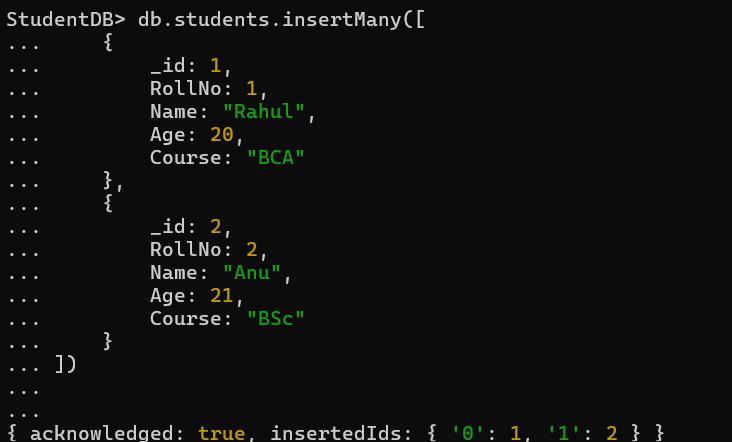 StudentDB> db.students.insertMany([
...     {
...         _id: 1,
...         RollNo: 1,
...         Name: "Rahul",
...         Age: 20,
...         Course: "BCA"
...     },
...     {
...         _id: 2,
...         RollNo: 2,
...         Name: "Anu",
...         Age: 21,
...         Course: "BSc"
...     }
... ])
...
...
{ acknowledged: true, insertedIds: { '0': 1, '1': 2 } }